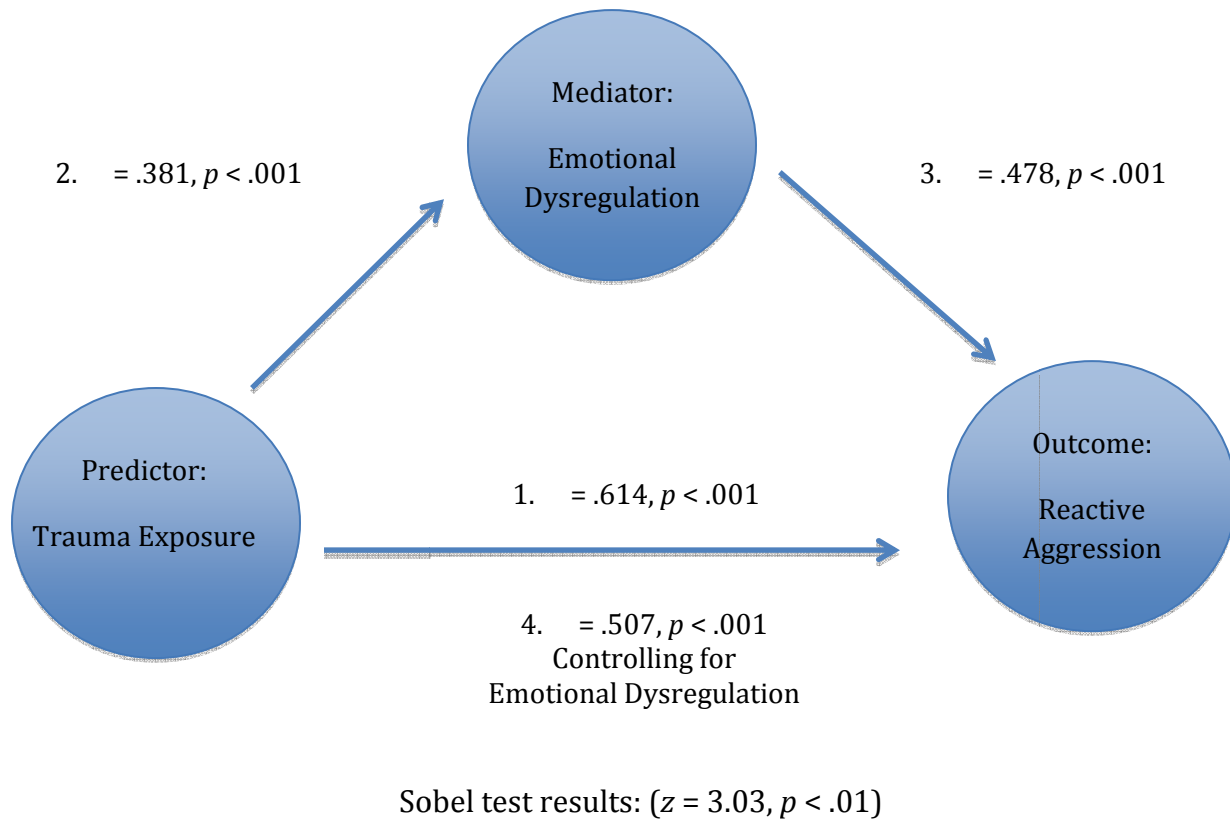 Mediator:
Emotional
Dysregulation
2. = .381, p < .001
3. = .478, p < .001
Predictor:
Trauma Exposure
1. = .614, p < .001
Outcome:
Reactive
Aggression
4. = .507, p < .001
Controlling for
Emotional Dysregulation
Sobel test results: (z = 3.03, p < .01)